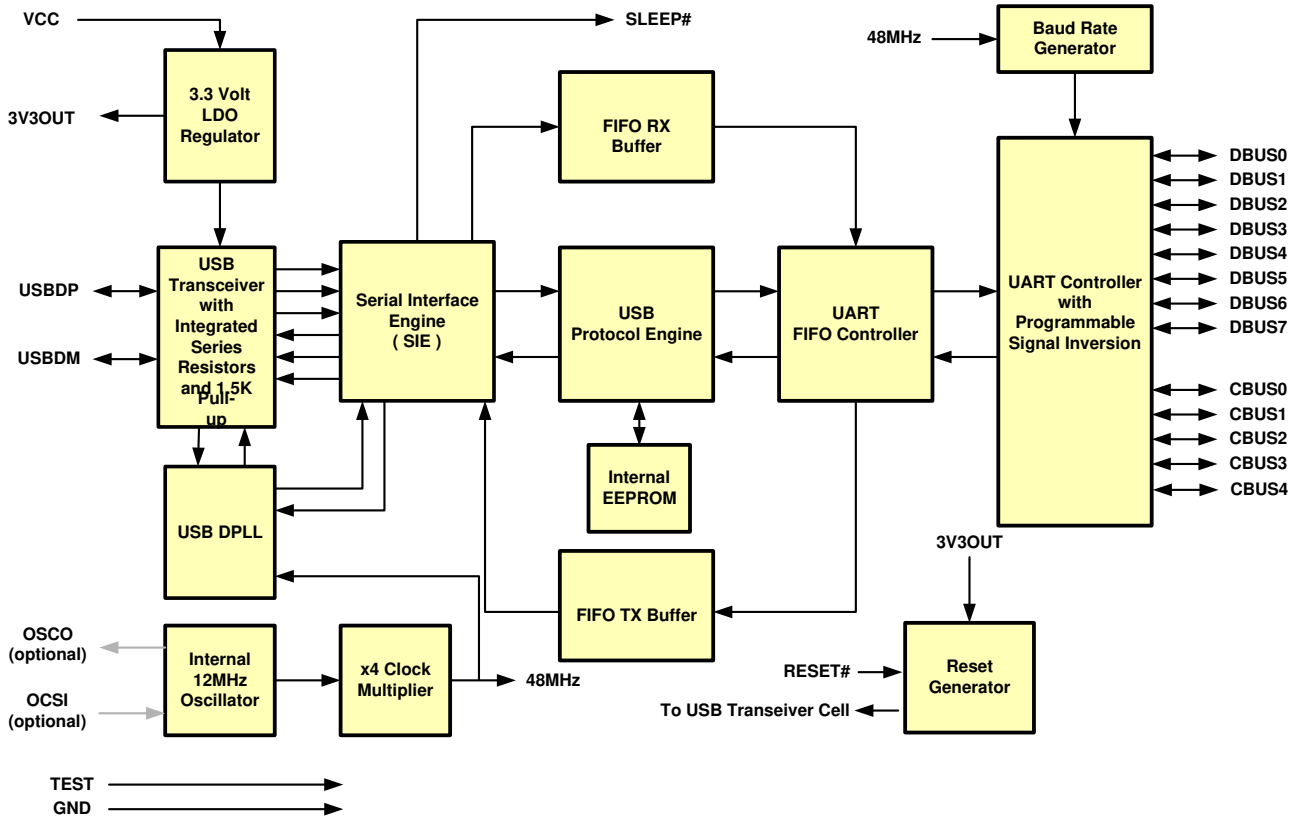 VCC
SLEEP#
48MHz
Baud Rate
Generator
3V3OUT
3.3 Volt
LDO
Regulator
FIFO RX
Buffer
DBUS0
DBUS1
DBUS2
DBUS3
DBUS4
DBUS5
DBUS6
DBUS7
CBUS0
CBUS1
CBUS2
CBUS3
CBUS4
USBDP
USBDM
USB
Transceiver
with
Integrated
Series
Resistors
and 1.5K
Pull-
up
Serial Interface
Engine
( SIE )
USB
Protocol Engine
UART
FIFO Controller
UART Controller
with
Programmable
Signal Inversion
Internal
EEPROM
USB DPLL
FIFO TX Buffer
3V3OUT
OSCO
(optional)
OCSI
(optional)
Internal
12MHz
Oscillator
x4 Clock
Multiplier
48MHz
RESET#
Reset
Generator
To USB Transeiver Cell
TEST
GND